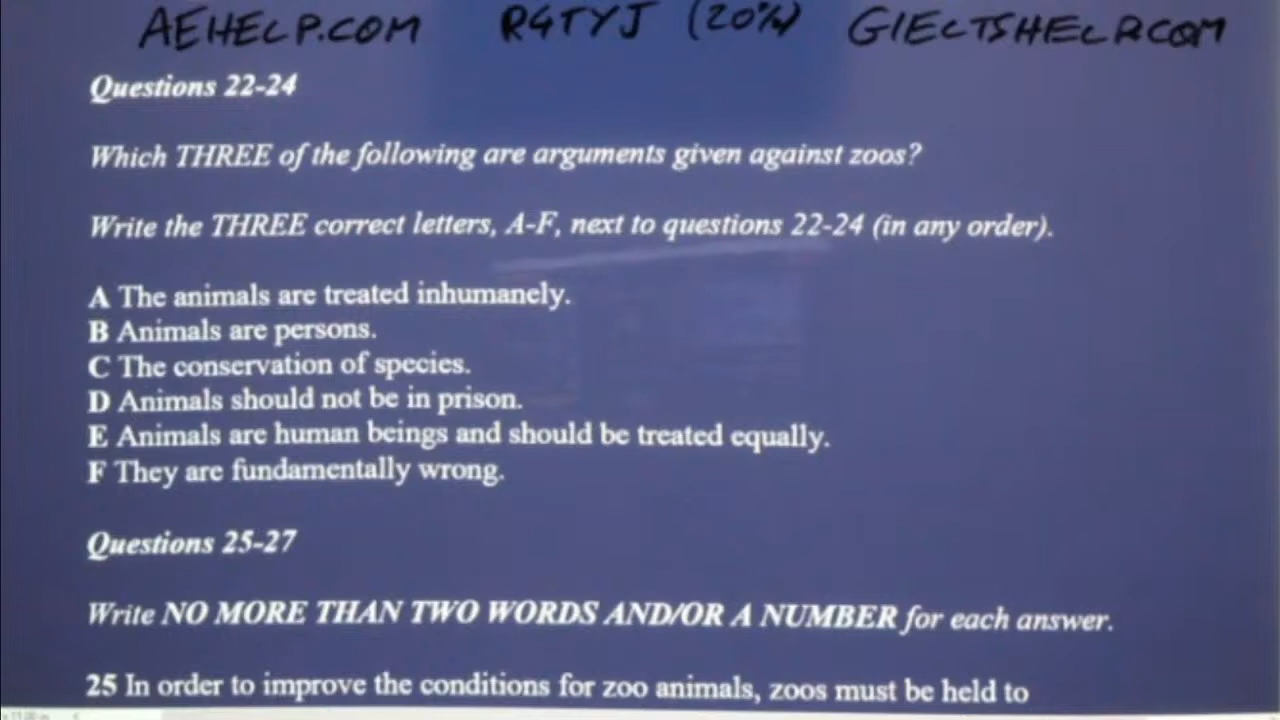 AEHELP.COM R4TYJ (20%) GIELTSHELP.COM
Questions 22-24
Which THREE of the following are arguments given against zoos?
Write the THREE correct letters, A-F, next to questions 22-24 (in any order).
A The animals are treated inhumanely.
B Animals are persons.
C The conservation of species.
D Animals should not be in prison.
E Animals are human beings and should be treated equally.
F They are fundamentally wrong.
Questions 25-27
Write NO MORE THAN TWO WORDS AND/OR A NUMBER for each answer.
25 In order to improve the conditions for zoo animals, zoos must be held to